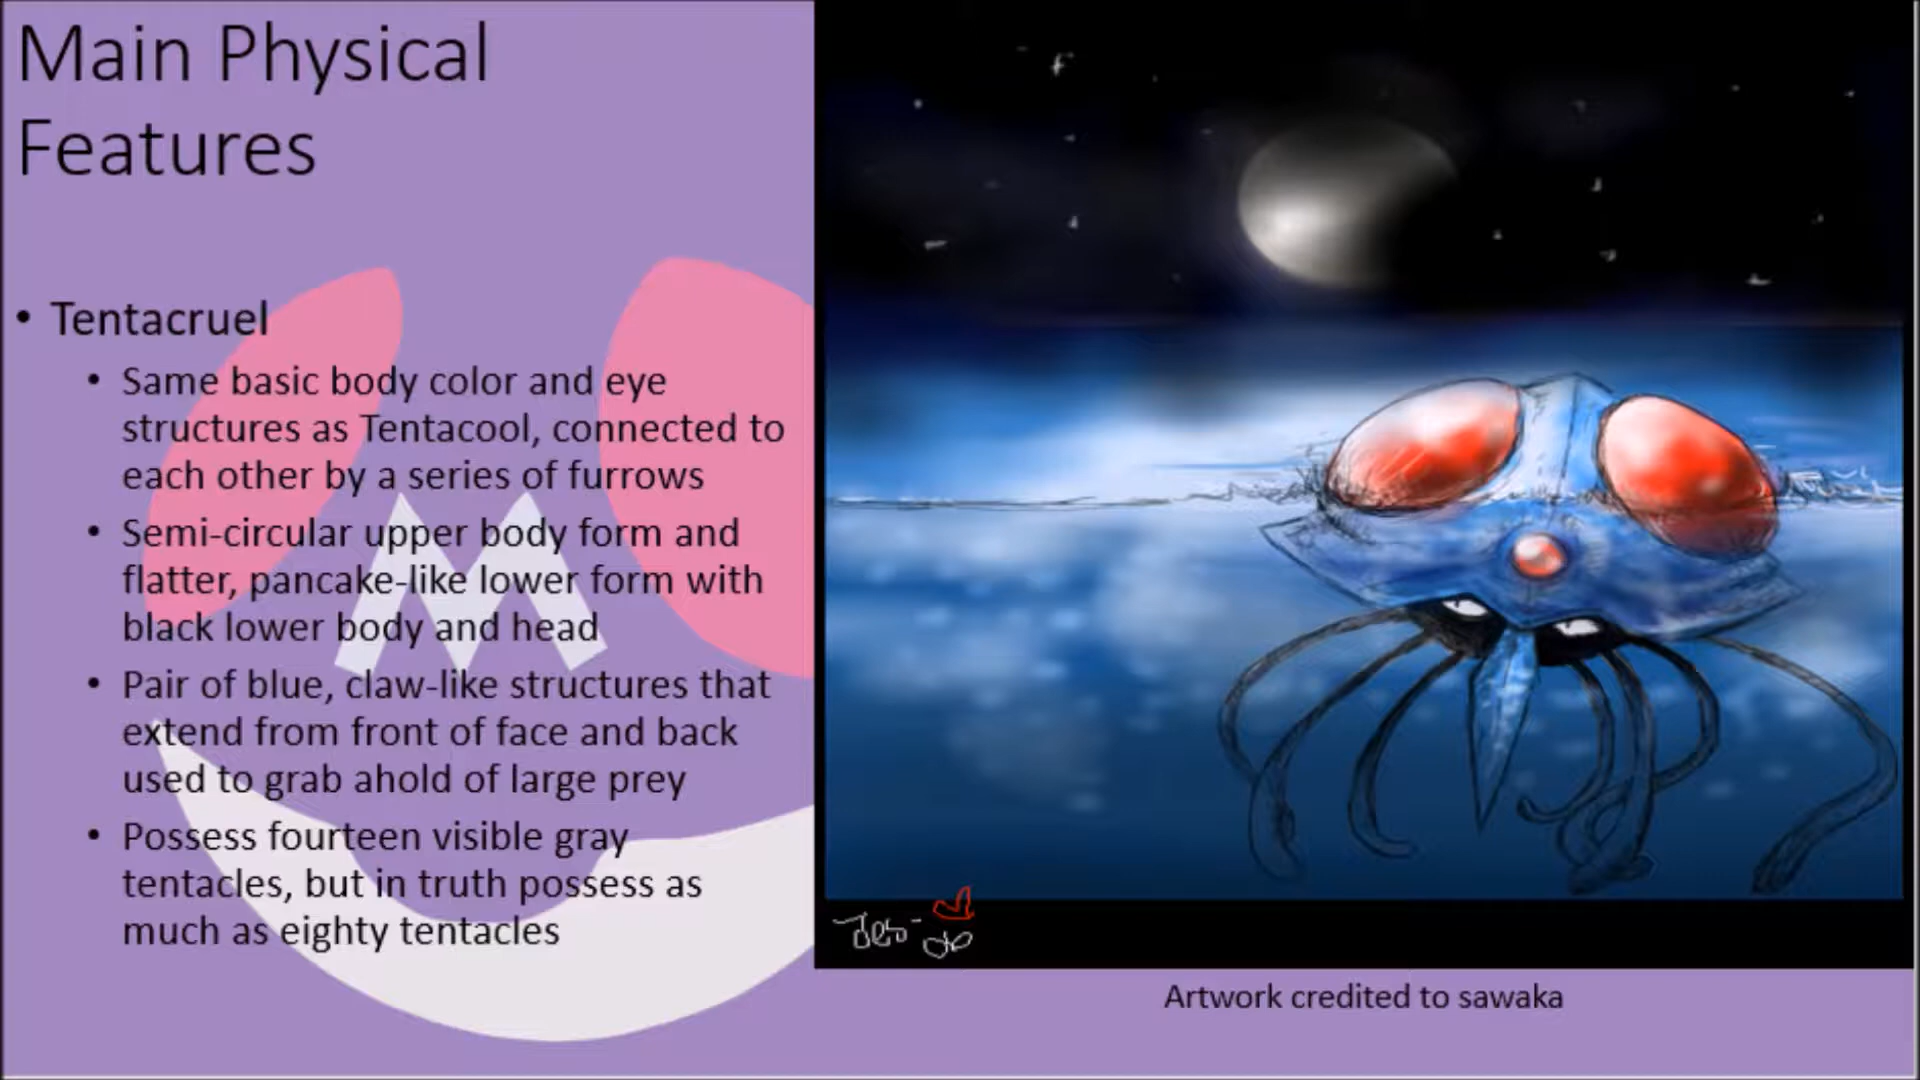 Main Physical
Features
• Tentacruel
• Same basic body color and eye
structures as Tentacool, connected to
each other by a series of furrows
• Semi-circular upper body form and
flatter, pancake-like lower form with
black lower body and head
• Pair of blue, claw-like structures that
extend from front of face and back
used to grab ahold of large prey
• Possess fourteen visible gray
tentacles, but in truth possess as
much as eighty tentacles
M
Artwork credited to sawaka